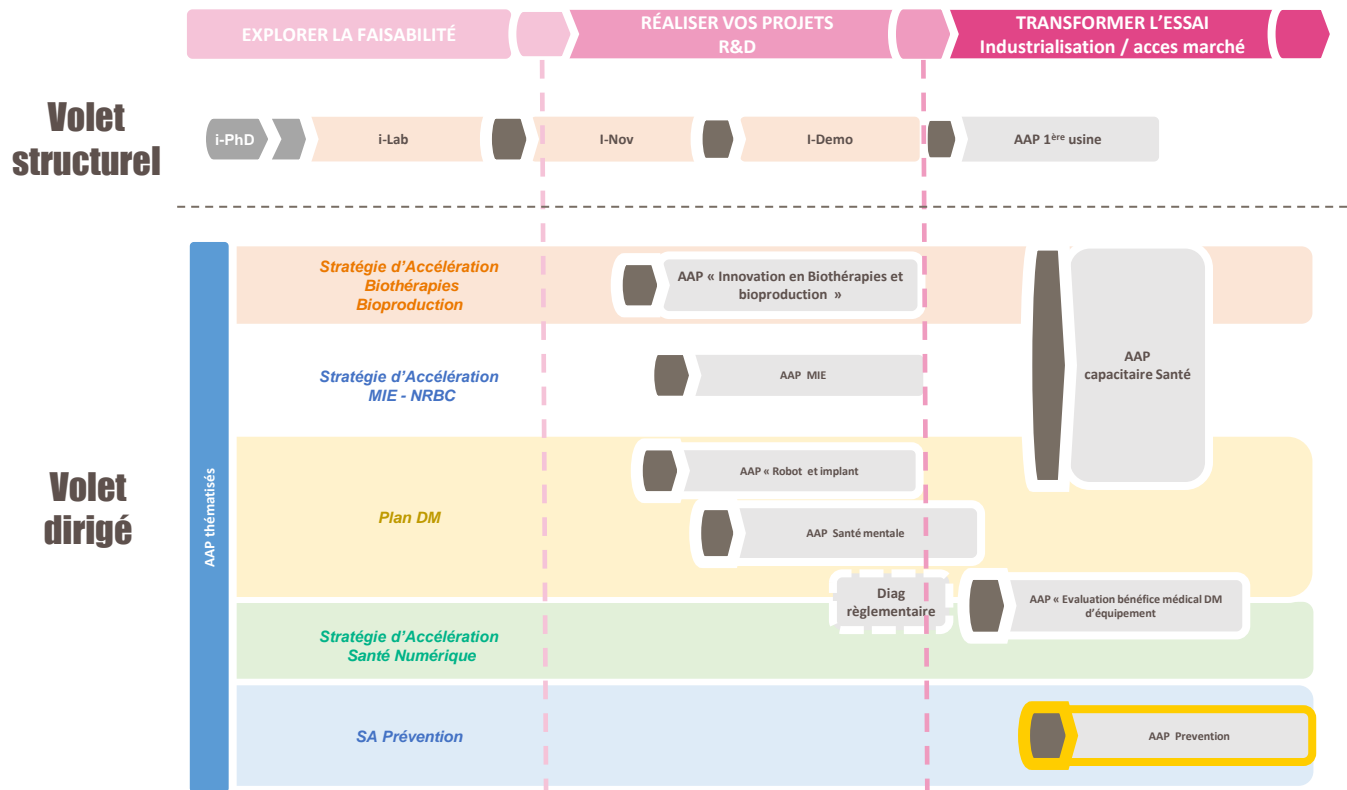 EXPLORER LA FAISABILITÉ
RÉALISER VOS PROJETS
R&D
TRANSFORMER L'ESSAI
Industrialisation / acces marché
Volet
structurel
i-PhD
i-Lab
I-Nov
I-Demo
AAP 1ère usine
Volet
dirigé
AAP thématisés
Stratégie d'Accélération
Biothérapies
Bioproduction
AAP « Innovation en Biothérapies et
bioproduction »
AAP
capacitaire Santé
Stratégie d'Accélération
MIE - NRBC
AAP MIE
Plan DM
AAP « Robot et implant
AAP Santé mentale
Diag
règlementaire
AAP « Evaluation bénéfice médical DM
d'équipement
Stratégie d'Accélération
Santé Numérique
SA Prévention
AAP Prevention